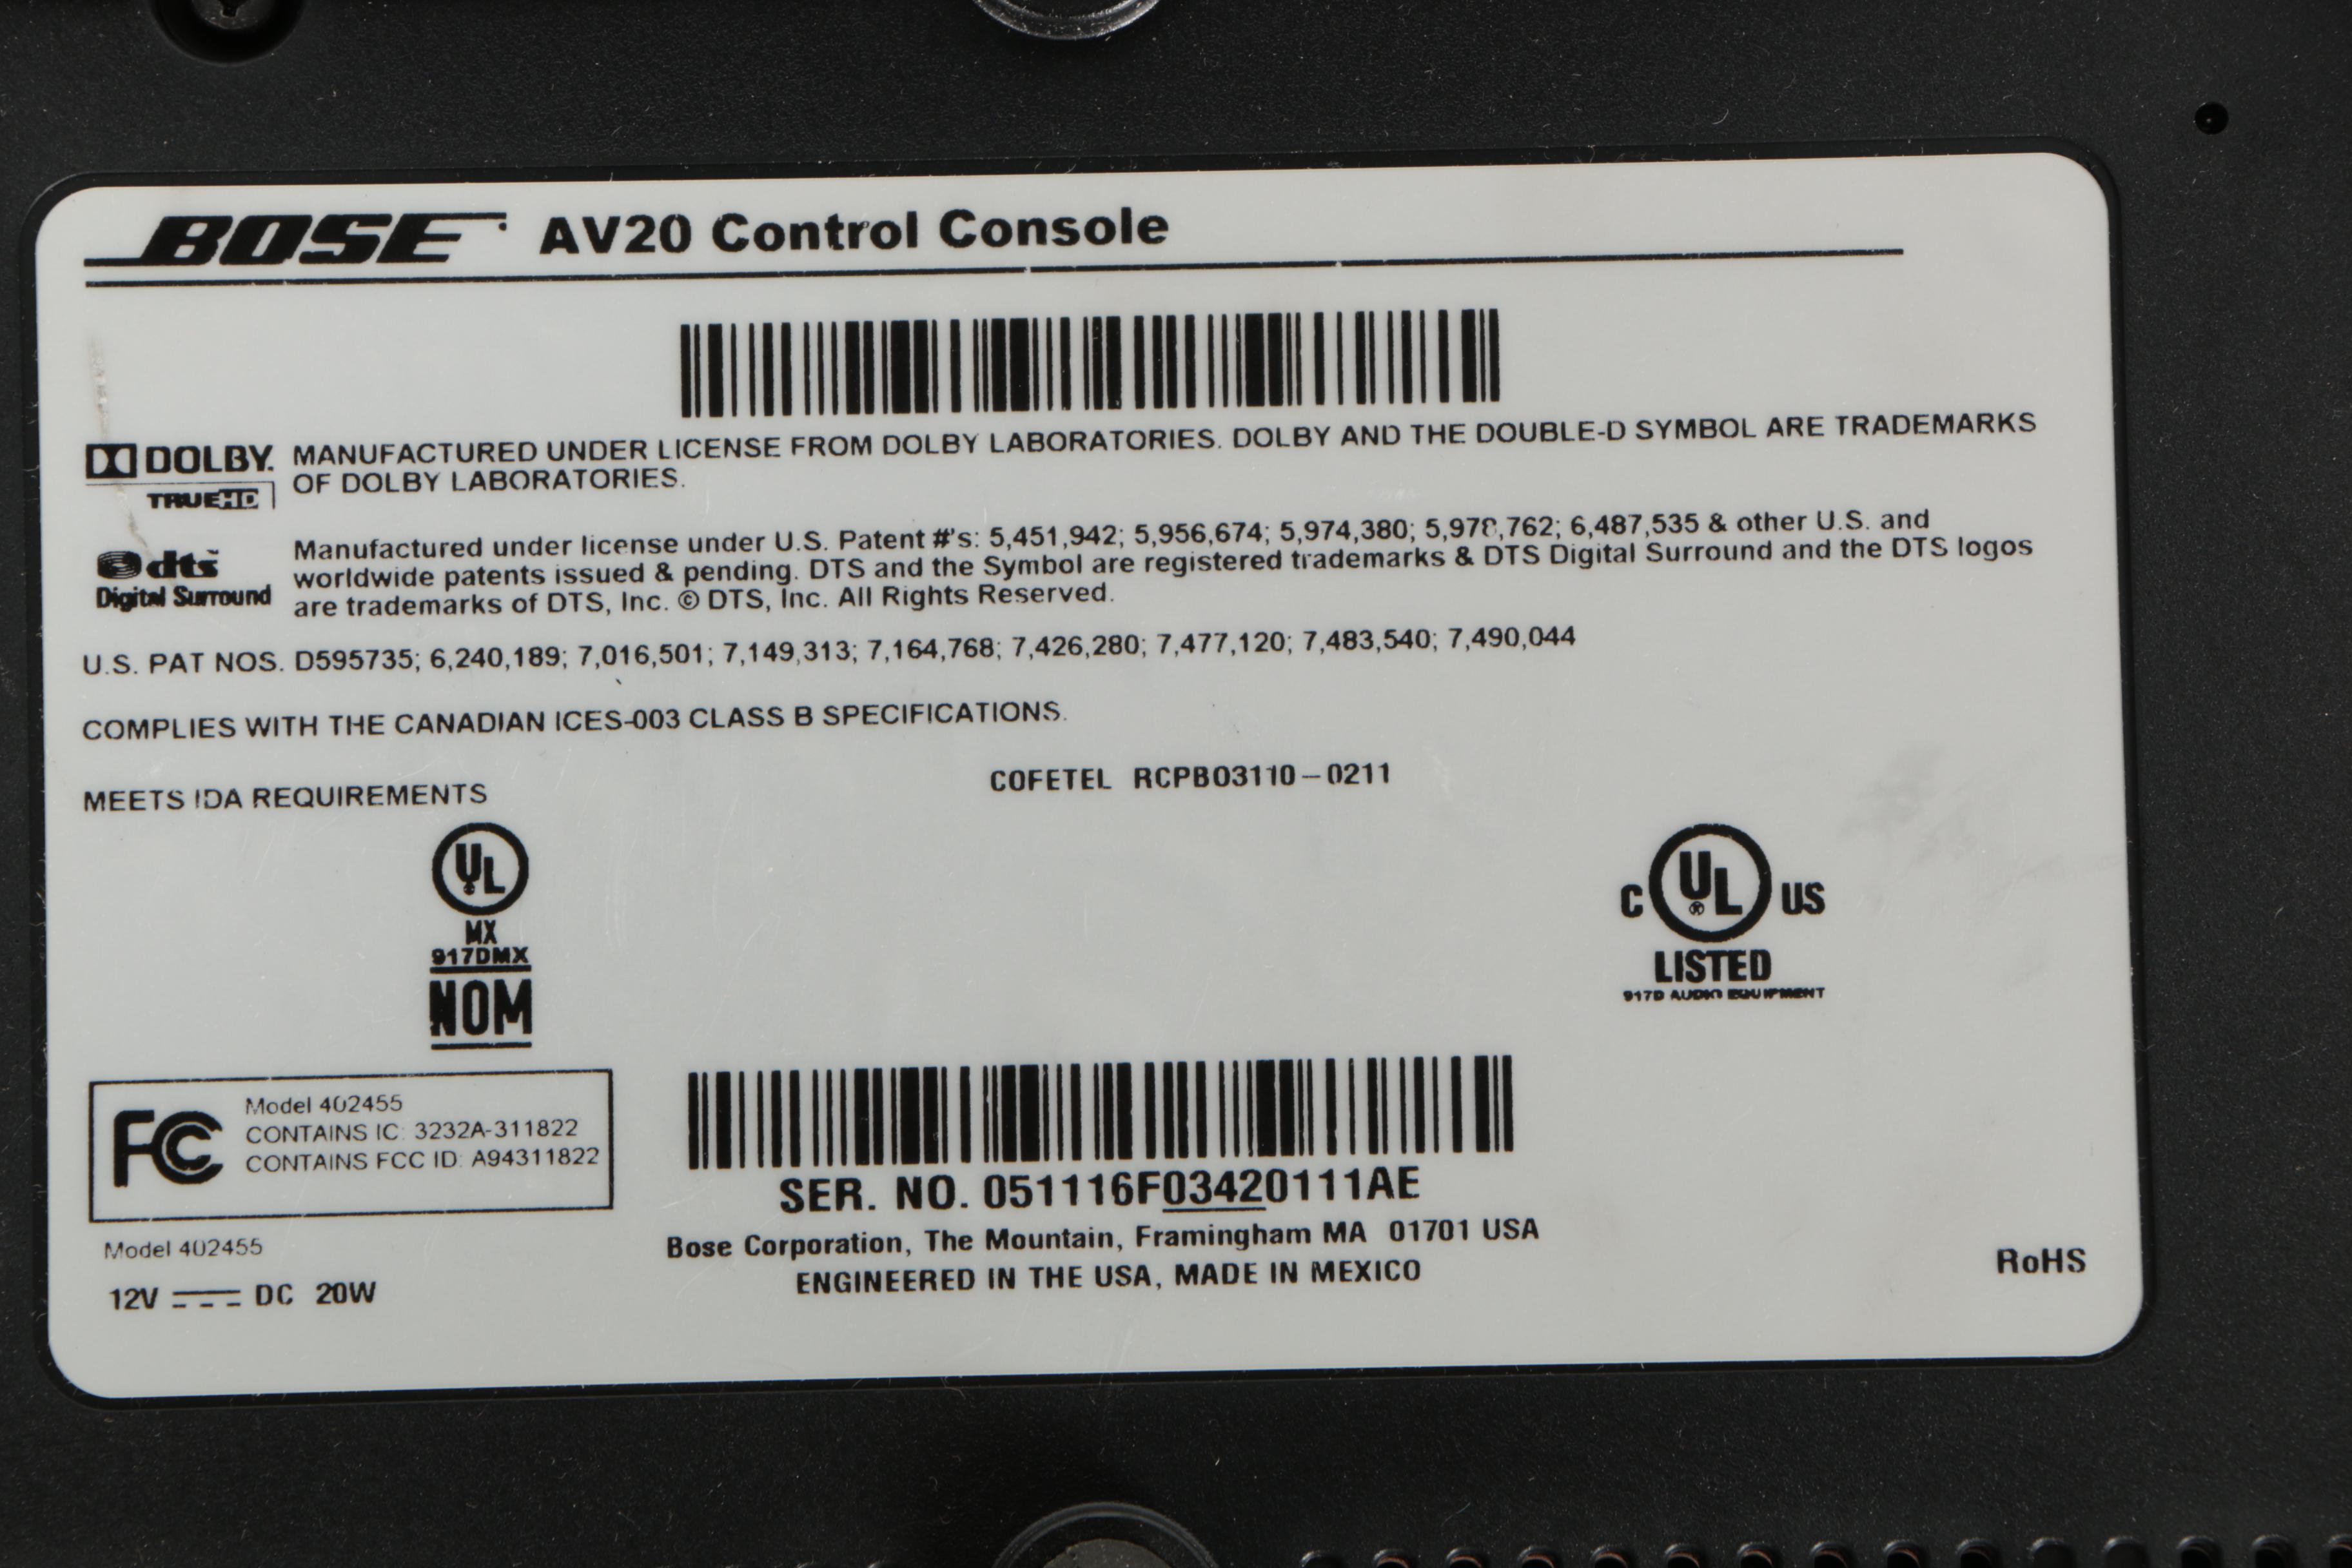 BOSE AV20 Control Console
DOLBY. MANUFACTURED UNDER LICENSE FROM DOLBY LABORATORIES. DOLBY AND THE DOUBLE-D SYMBOL ARE TRADEMARKS
TRUEHD OF DOLBY LABORATORIES.
Manufactured under license under U.S. Patent #'s: 5,451,942; 5,956,674; 5,974,380; 5,978,762; 6,487,535 & other U.S. and
dts worldwide patents issued & pending. DTS and the Symbol are registered trademarks & DTS Digital Surround and the DTS logos
Digital Surround are trademarks of DTS, Inc. © DTS, Inc. All Rights Reserved.
U.S. PAT NOS. D595735; 6,240,189; 7,016,501; 7,149,313; 7,164,768; 7,426,280; 7,477,120; 7,483,540; 7,490,044
COMPLIES WITH THE CANADIAN ICES-003 CLASS B SPECIFICATIONS.
COFETEL RCPBO3110-0211
MEETS IDA REQUIREMENTS
UL
MX
917DMX
NOM
C UL US
LISTED
917D AUDIO EQUIPMENT
FC
Model 402455
CONTAINS IC: 3232A-311822
CONTAINS FCC ID: A94311822
SER. NO. 051116F03420111AE
Bose Corporation, The Mountain, Framingham MA 01701 USA
ENGINEERED IN THE USA, MADE IN MEXICO
Model 402455
12V DC 20W
RoHS